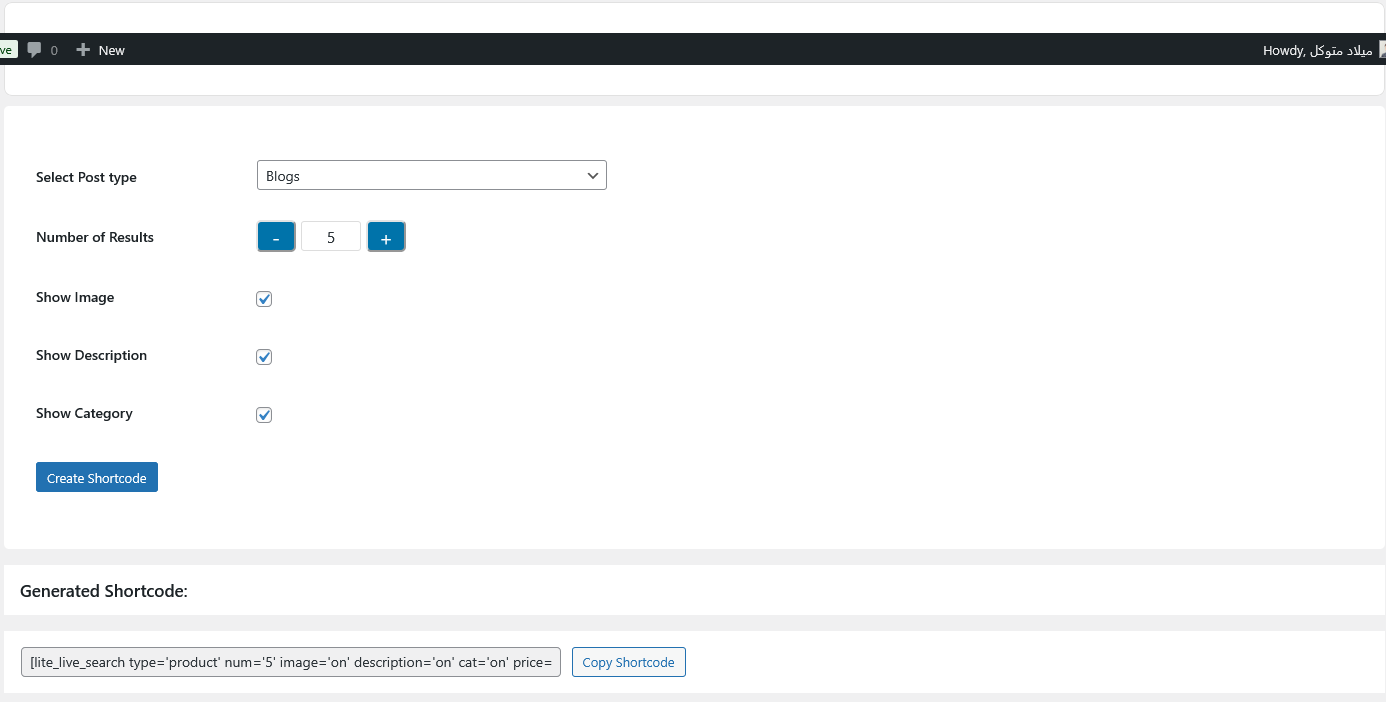 ve 0 New Howdy, میلاد متوکل
Select Post type Blogs
Number of Results - 5 +
Show Image
Show Description
Show Category
Create Shortcode
Generated Shortcode:
[lite_live_search type='product' num='5' image='on' description='on' cat='on' price= Copy Shortcode